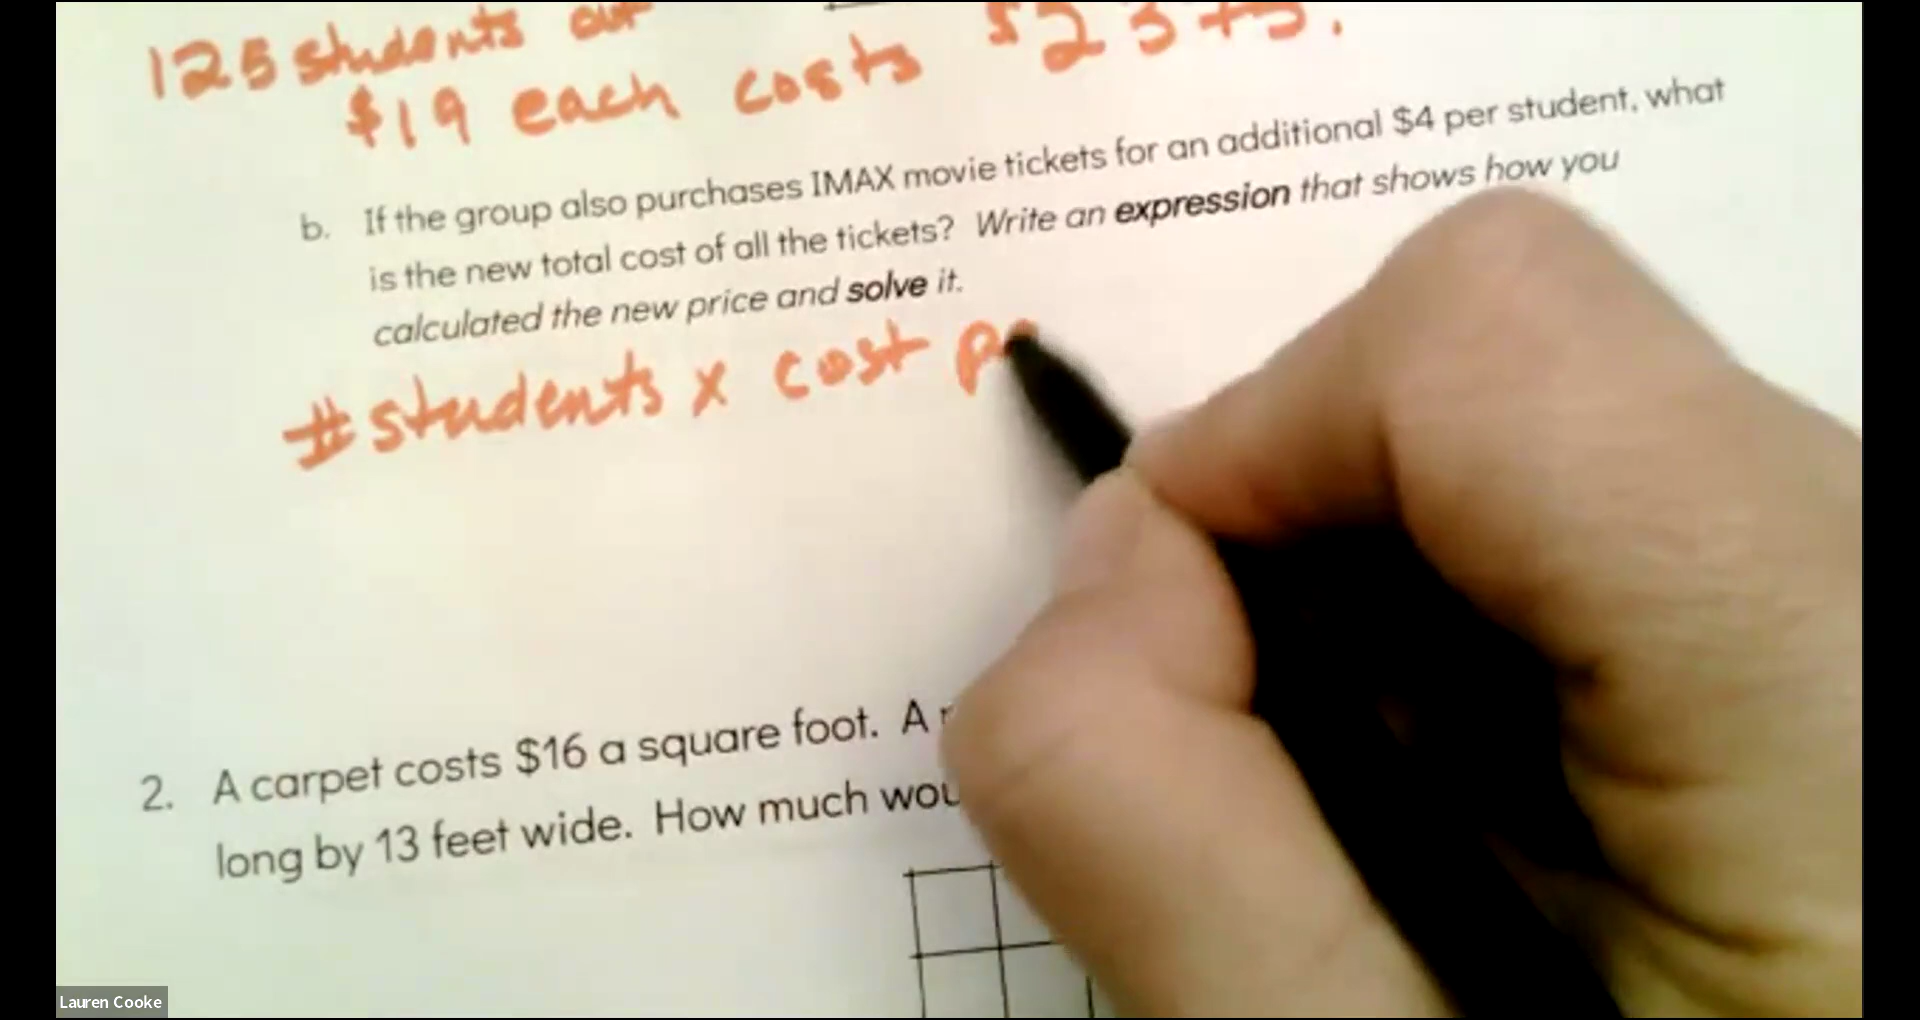 125 students at
$19 each costs $2375.
b. If the group also purchases IMAX movie tickets for an additional $4 per student, what
is the new total cost of all the tickets? Write an expression that shows how you
calculated the new price and solve it.
#students x cost p
2. A carpet costs $16 a square foot. A
long by 13 feet wide. How much wou
Lauren Cooke